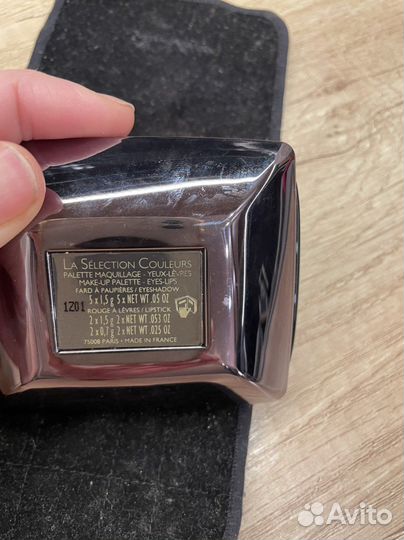 LA SÉLECTION COULEURS
PALETTE MAQUILLAGE - YEUX-LÈVRES
MAKE-UP PALETTE - EYES-LIPS
FARD À PAUPIÈRES / EYESHADOW
5 x 1,5 g 5 x NET WT. .05 OZ
1Z01
ROUGE À LÈVRES / LIPSTICK
2 x 1,5 g 2 x NET WT. .053 OZ
2 x 0,7 g 2 x NET WT. .025 OZ
75008 PARIS • MADE IN FRANCE
Avito